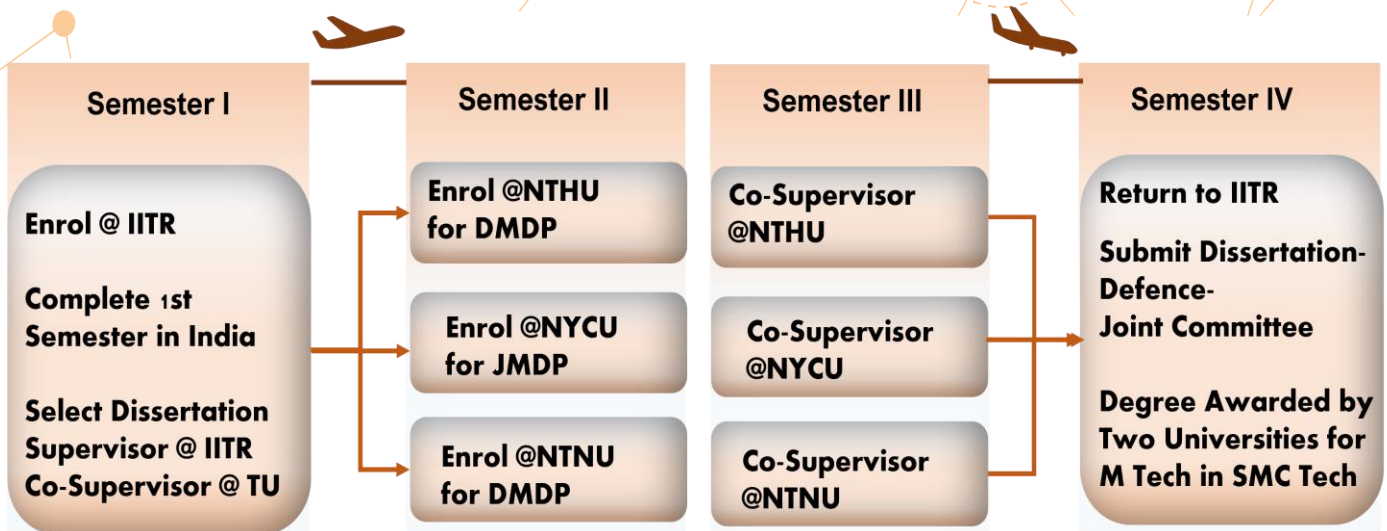 Semester I
Enrol @ IITR
Complete 1st
Semester in India
Select Dissertation
Supervisor @ IITR
Co-Supervisor @ TU
Semester II
Enrol @NTHU
for DMDP
Enrol @NYCU
for JMDP
Enrol @NTNU
for DMDP
Semester III
Co-Supervisor
@NTHU
Co-Supervisor
@NYCU
Co-Supervisor
@NTNU
Semester IV
Return to IITR
Submit Dissertation-
Defence-
Joint Committee
Degree Awarded by
Two Universities for
M Tech in SMC Tech